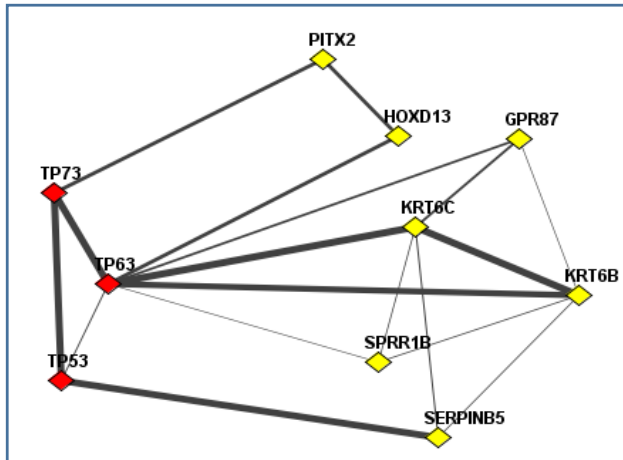 PITX2
HOXD13
GPR87
TP73
KRT6C
TP63
KRT6B
SPRR1B
TP53
SERPINB5